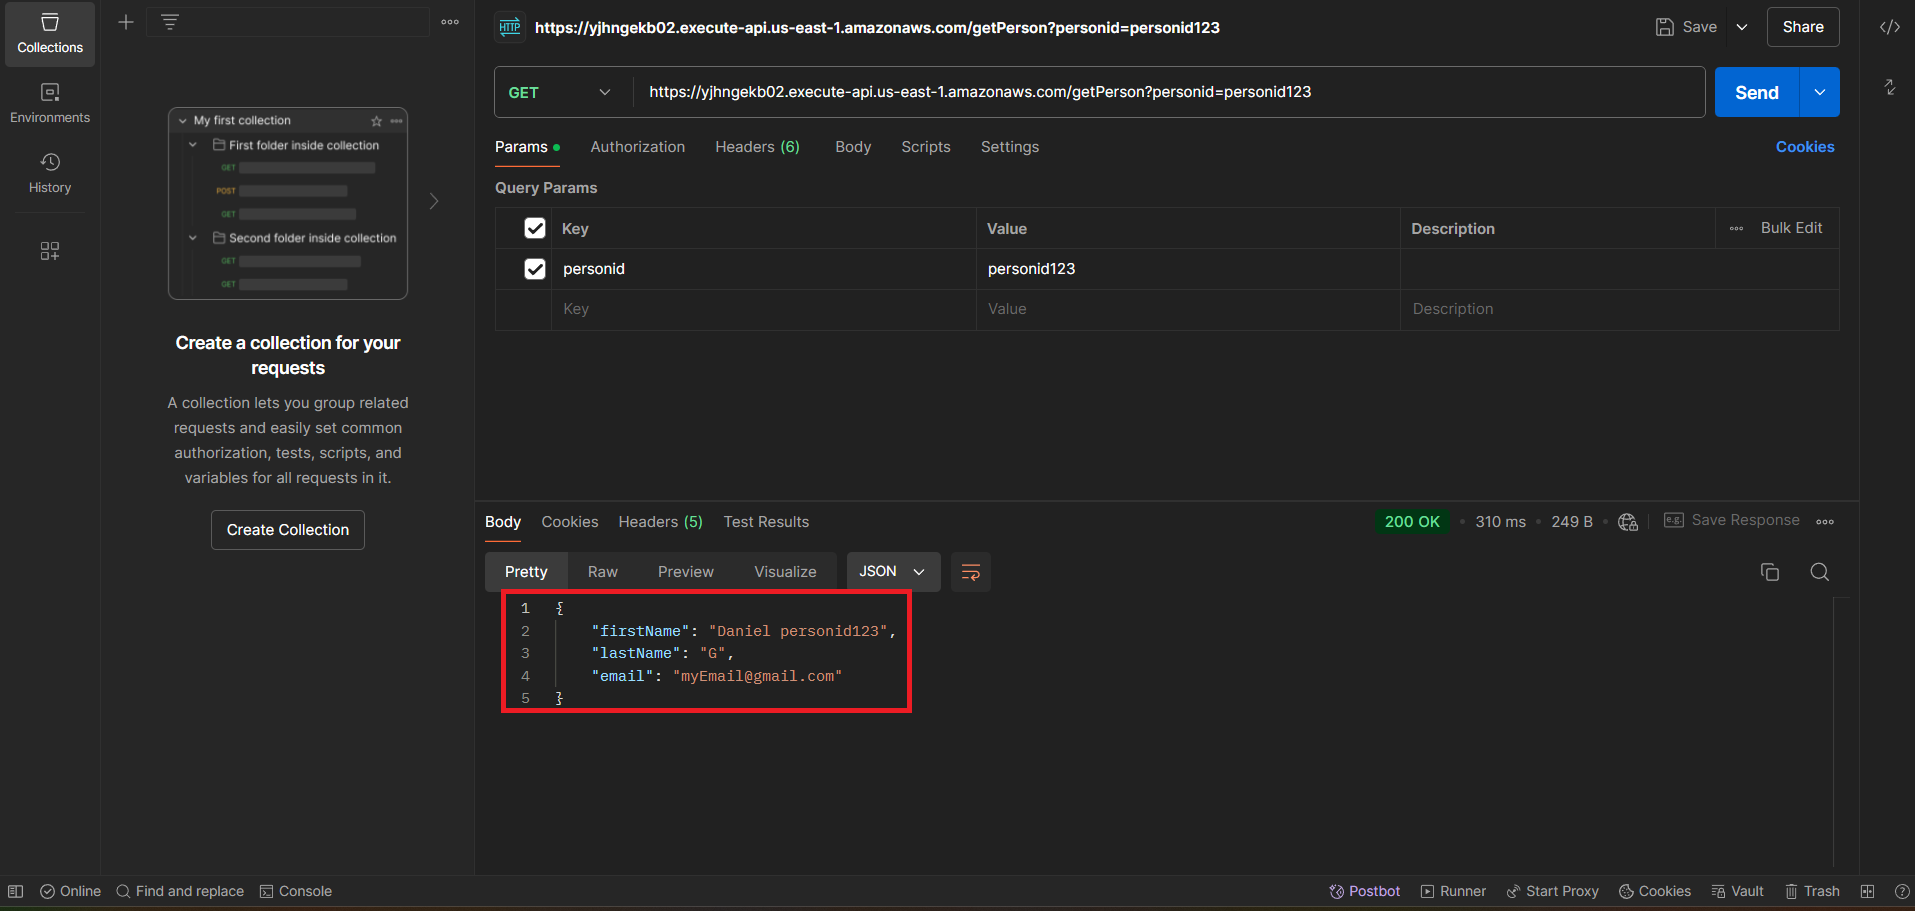 Collections
Environments
History
My first collection
First folder inside collection
GET
POST
GET
Second folder inside collection
GET
GET
Create a collection for your
requests
A collection lets you group related
requests and easily set common
authorization, tests, scripts, and
variables for all requests in it.
Create Collection
HTTP https://yjhngekb02.execute-api.us-east-1.amazonaws.com/getPerson?personid=personid123 Save Share
GET https://yjhngekb02.execute-api.us-east-1.amazonaws.com/getPerson?personid=personid123 Send
Params Authorization Headers (6) Body Scripts Settings Cookies
Query Params
Key Value Description Bulk Edit
personid personid123
Key Value Description
Body Cookies Headers (5) Test Results 200 OK 310 ms 249 B e.g. Save Response
Pretty Raw Preview Visualize JSON
1 {
2 "firstName": "Daniel personid123",
3 "lastName": "G",
4 "email": "myEmail@gmail.com"
5 }
Online Find and replace Console Postbot Runner Start Proxy Cookies Vault Trash